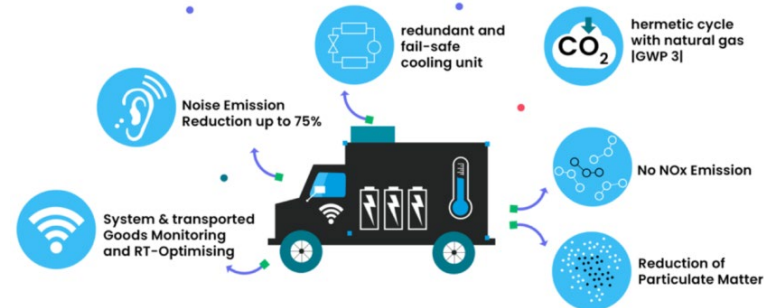 redundant and
fail-safe
cooling unit
CO2
hermetic cycle
with natural gas
|GWP 3|
Noise Emission
Reduction up to 75%
No NOx Emission
System & transported
Goods Monitoring
and RT-Optimising
Reduction of
Particulate Matter